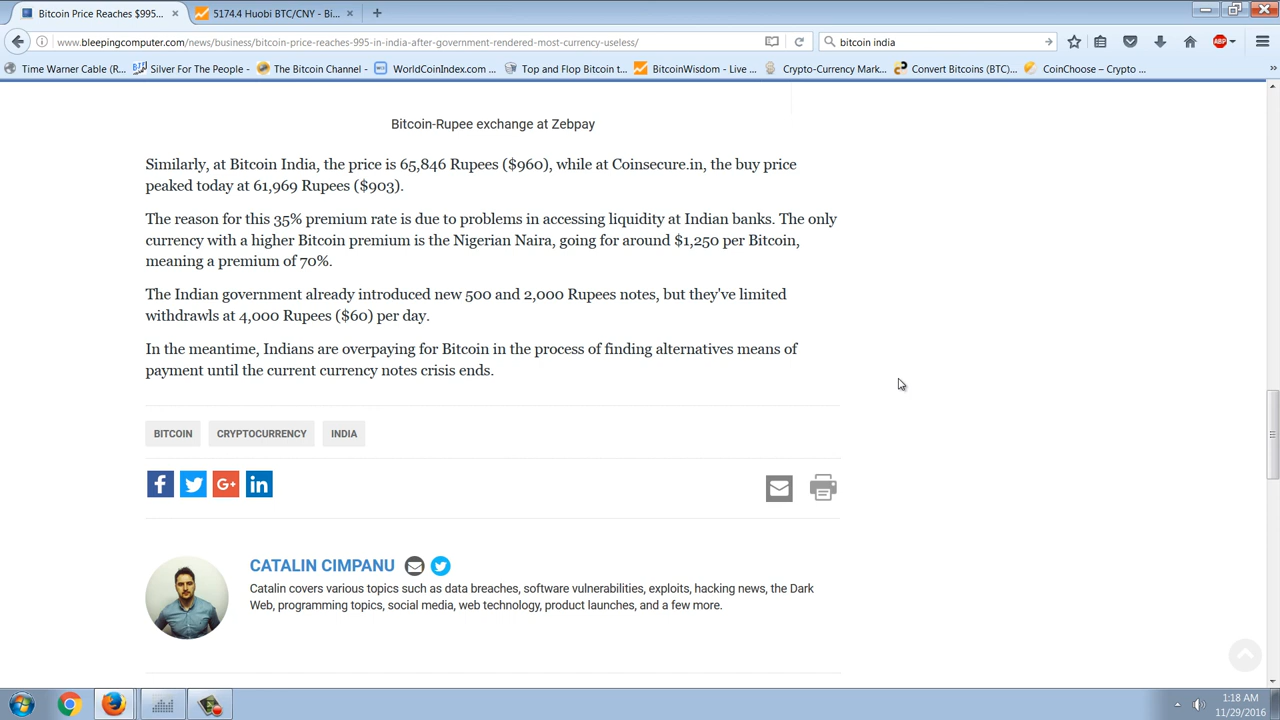 Bitcoin Price Reaches $995...
5174.4 Huobi BTC/CNY - Bi...
www.bleepingcomputer.com/news/business/bitcoin-price-reaches-995-in-india-after-government-rendered-most-currency-useless/
bitcoin india
ABP
Time Warner Cable (R...
Silver For The People - ...
The Bitcoin Channel - ...
WorldCoinIndex.com ...
Top and Flop Bitcoin t...
BitcoinWisdom - Live ...
Crypto-Currency Mark...
Convert Bitcoins (BTC)...
CoinChoose – Crypto ...
Bitcoin-Rupee exchange at Zebpay
Similarly, at Bitcoin India, the price is 65,846 Rupees ($960), while at Coinsecure.in, the buy price
peaked today at 61,969 Rupees ($903).
The reason for this 35% premium rate is due to problems in accessing liquidity at Indian banks. The only
currency with a higher Bitcoin premium is the Nigerian Naira, going for around $1,250 per Bitcoin,
meaning a premium of 70%.
The Indian government already introduced new 500 and 2,000 Rupees notes, but they've limited
withdrawls at 4,000 Rupees ($60) per day.
In the meantime, Indians are overpaying for Bitcoin in the process of finding alternatives means of
payment until the current currency notes crisis ends.
BITCOIN
CRYPTOCURRENCY
INDIA
f
G+
in
CATALIN CIMPANU
Catalin covers various topics such as data breaches, software vulnerabilities, exploits, hacking news, the Dark
Web, programming topics, social media, web technology, product launches, and a few more.
1:18 AM
11/29/2016